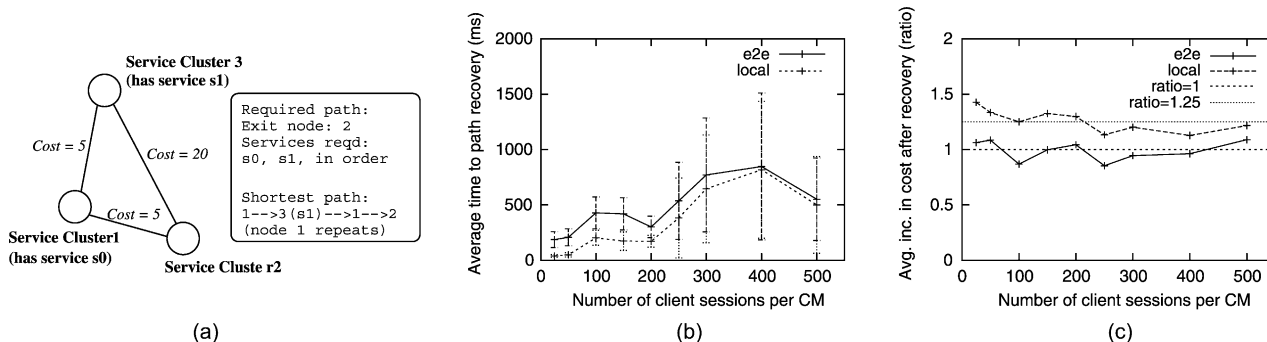 Service Cluster 3
(has service s1)
Cost = 5
Cost = 20
Cost = 5
Service Cluster1
(has service s0)
Service Cluste r2
Required path:
Exit node: 2
Services reqd:
s0, s1, in order
Shortest path:
1-->3(s1)-->1-->2
(node 1 repeats)
(a)
Average time to path recovery (ms)
2000
1500
1000
500
0
e2e
local
100
200
300
400
500
Number of client sessions per CM
(b)
Avg. inc. in cost after recovery (ratio)
2
1.5
1
0.5
0
e2e
local
ratio=1
ratio=1.25
0
100
200
300
400
500
Number of client sessions per CM
(c)